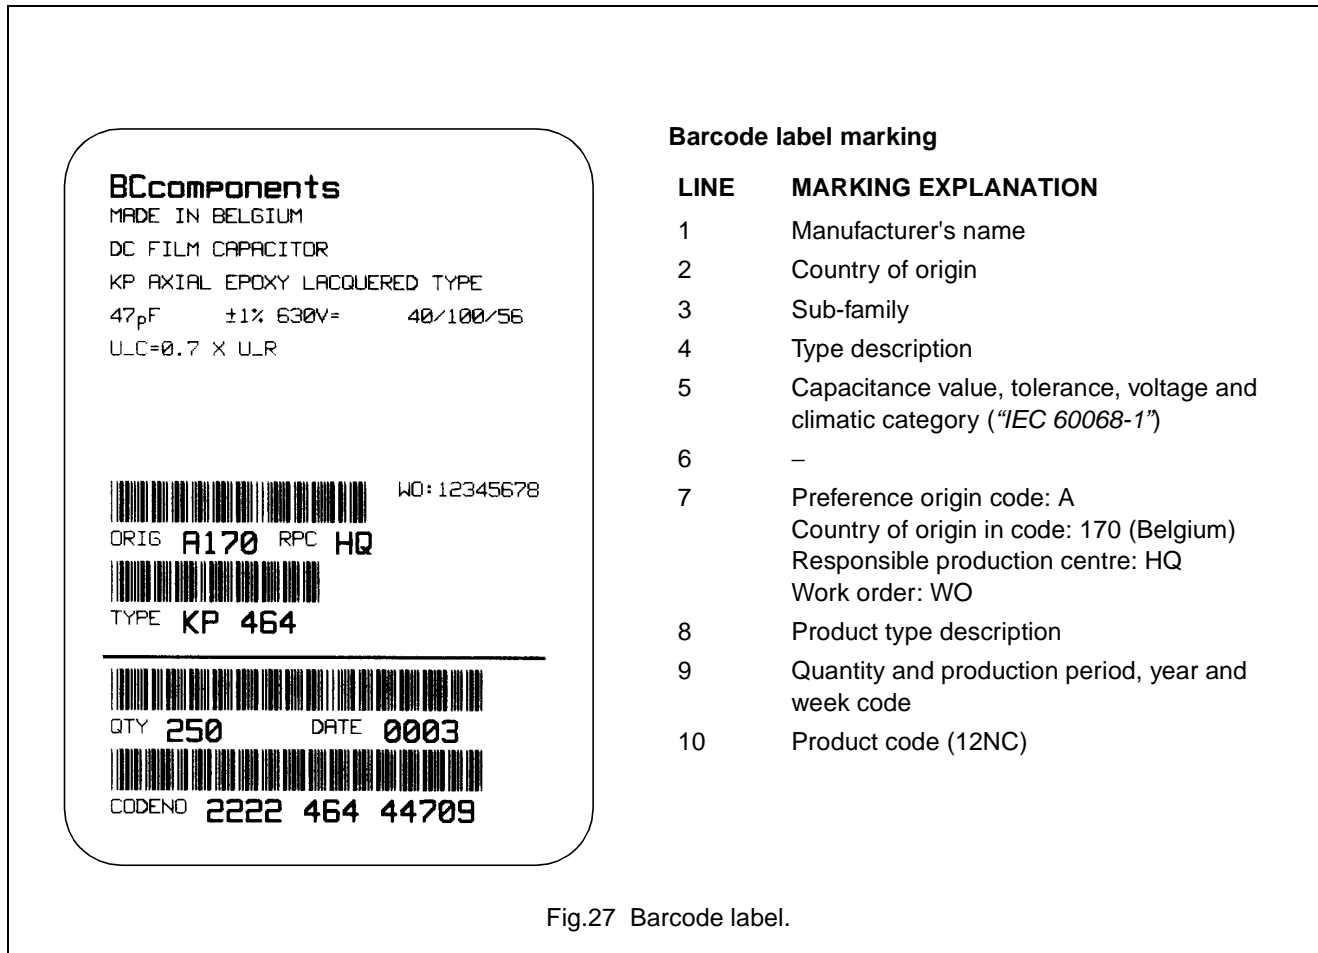 BCcomponents
MADE IN BELGIUM
DC FILM CAPACITOR
KP AXIAL EPOXY LACQUERED TYPE
47pF ±1% 630V= 40/100/56
U_C=0.7 X U_R
WO:12345678
ORIG A170 RPC HQ
TYPE KP 464
QTY 250 DATE 0003
CODENO 2222 464 44709
Barcode label marking
LINE MARKING EXPLANATION
1 Manufacturer's name
2 Country of origin
3 Sub-family
4 Type description
5 Capacitance value, tolerance, voltage and
climatic category (“IEC 60068-1”)
6 –
7 Preference origin code: A
Country of origin in code: 170 (Belgium)
Responsible production centre: HQ
Work order: WO
8 Product type description
9 Quantity and production period, year and
week code
10 Product code (12NC)
Fig.27 Barcode label.